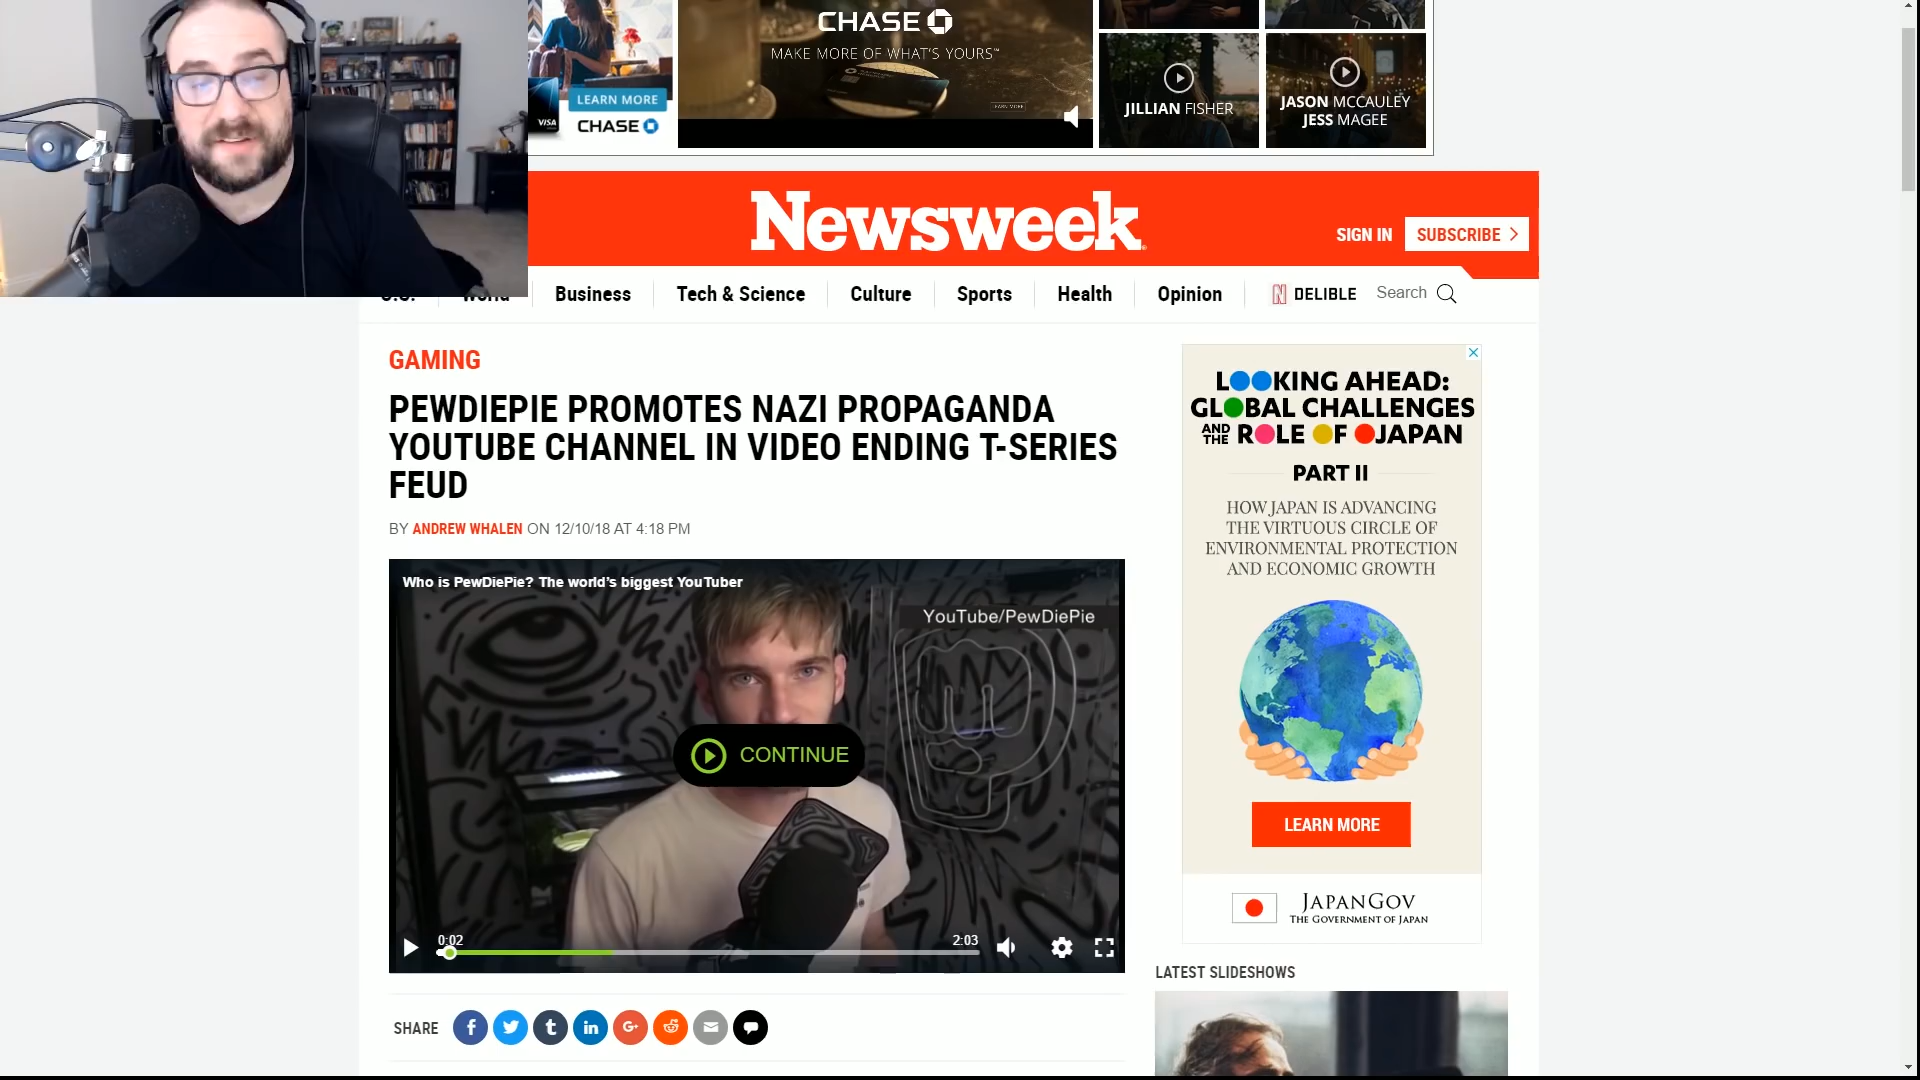 CHASE
MAKE MORE OF WHAT'S YOURS℠
LEARN MORE
VISA
CHASE
LEARN MORE
JILLIAN FISHER
JASON MCCAULEY
JESS MAGEE
Newsweek
SIGN IN
SUBSCRIBE >
U.S.
World
Business
Tech & Science
Culture
Sports
Health
Opinion
N DELIBLE
Search
GAMING
PEWDIEPIE PROMOTES NAZI PROPAGANDA
YOUTUBE CHANNEL IN VIDEO ENDING T-SERIES
FEUD
BY ANDREW WHALEN ON 12/10/18 AT 4:18 PM
Who is PewDiePie? The world's biggest YouTuber
YouTube/PewDiePie
CONTINUE
0:02
2:03
SHARE
LOOKING AHEAD:
GLOBAL CHALLENGES
AND THE ROLE OF JAPAN
PART II
HOW JAPAN IS ADVANCING
THE VIRTUOUS CIRCLE OF
ENVIRONMENTAL PROTECTION
AND ECONOMIC GROWTH
LEARN MORE
JAPANGOV
THE GOVERNMENT OF JAPAN
LATEST SLIDESHOWS